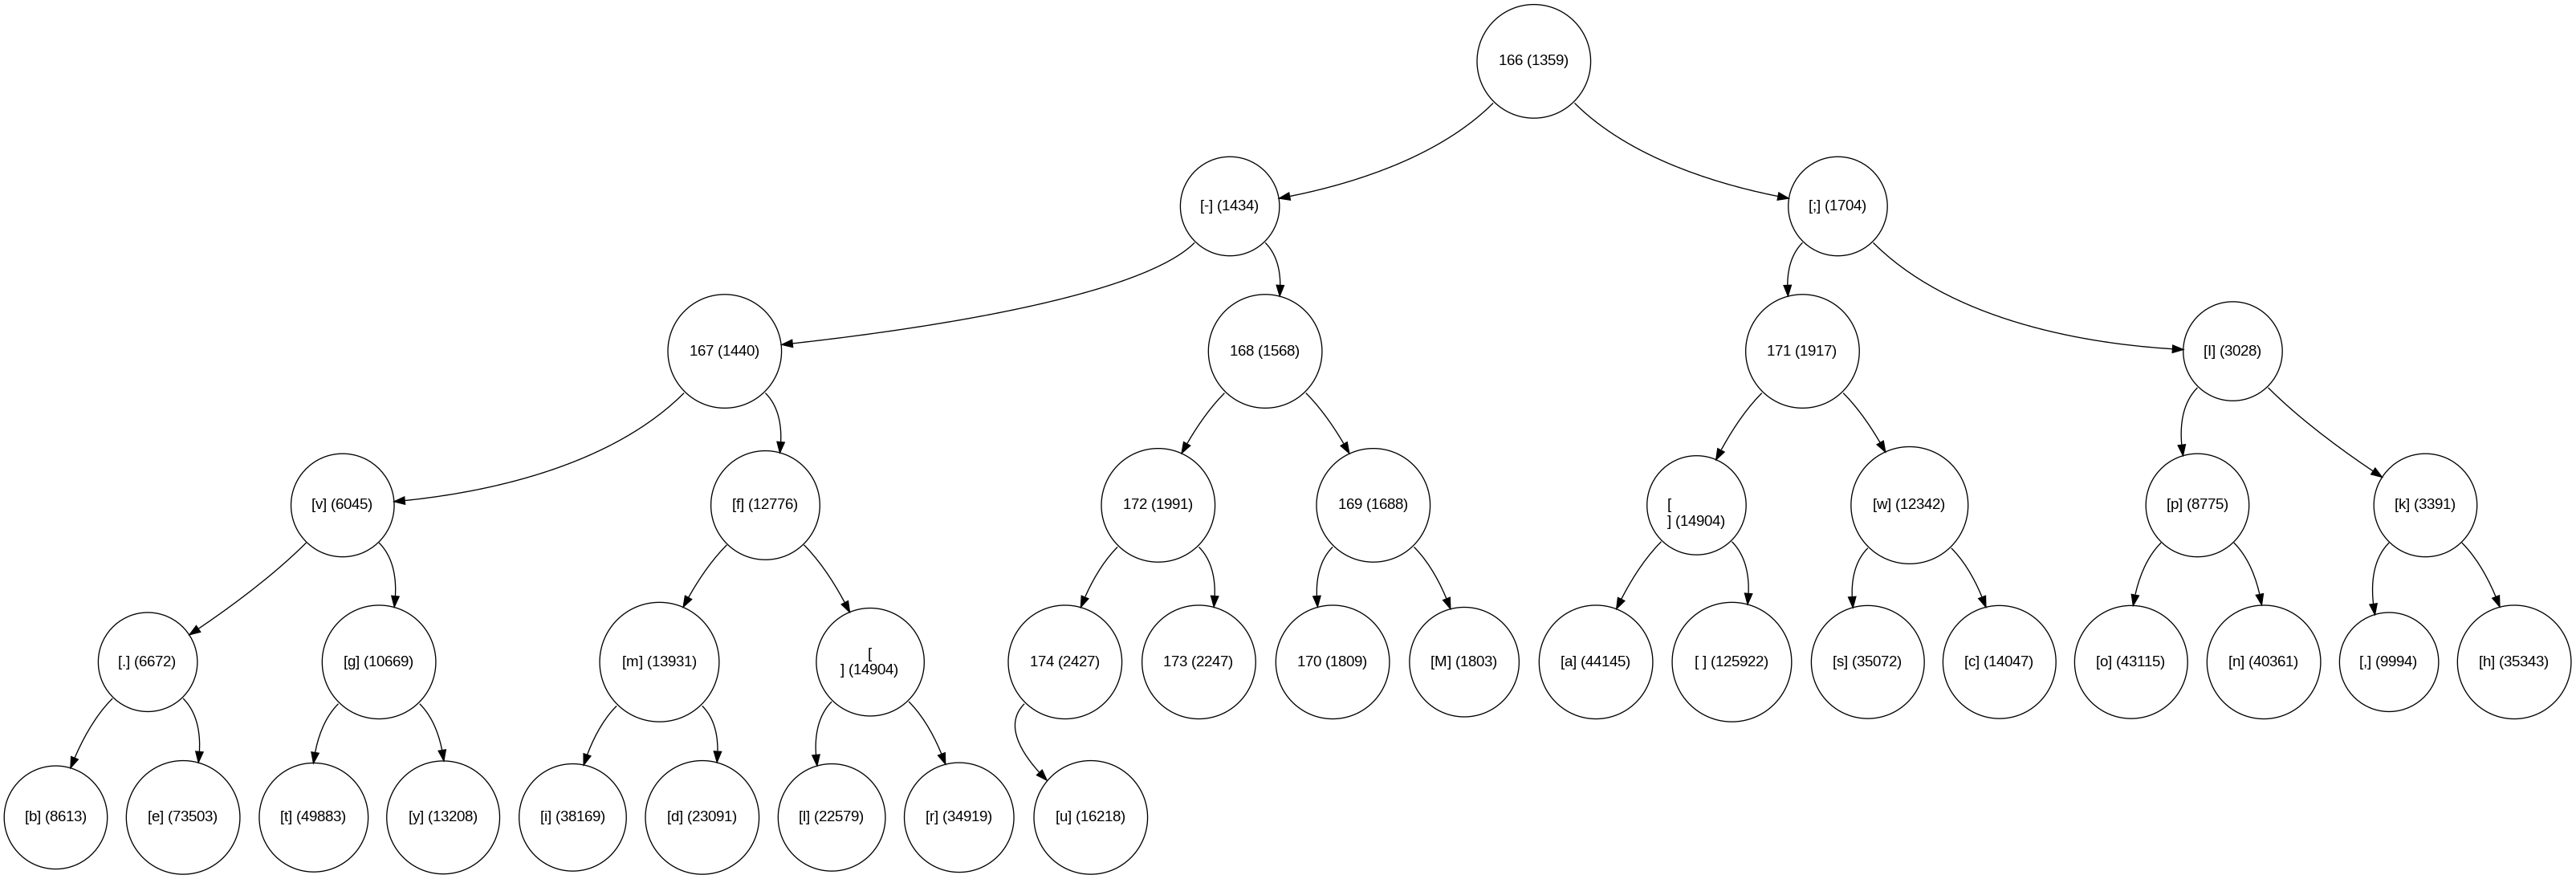 166 (1359)
[-] (1434)
[;] (1704)
167 (1440)
168 (1568)
171 (1917)
[I] (3028)
[v] (6045)
[f] (12776)
172 (1991)
169 (1688)
[
] (14904)
[w] (12342)
[p] (8775)
[k] (3391)
[.] (6672)
[g] (10669)
[m] (13931)
[
] (14904)
174 (2427)
173 (2247)
170 (1809)
[M] (1803)
[a] (44145)
[ ] (125922)
[s] (35072)
[c] (14047)
[o] (43115)
[n] (40361)
[,] (9994)
[h] (35343)
[b] (8613)
[e] (73503)
[t] (49883)
[y] (13208)
[i] (38169)
[d] (23091)
[l] (22579)
[r] (34919)
[u] (16218)